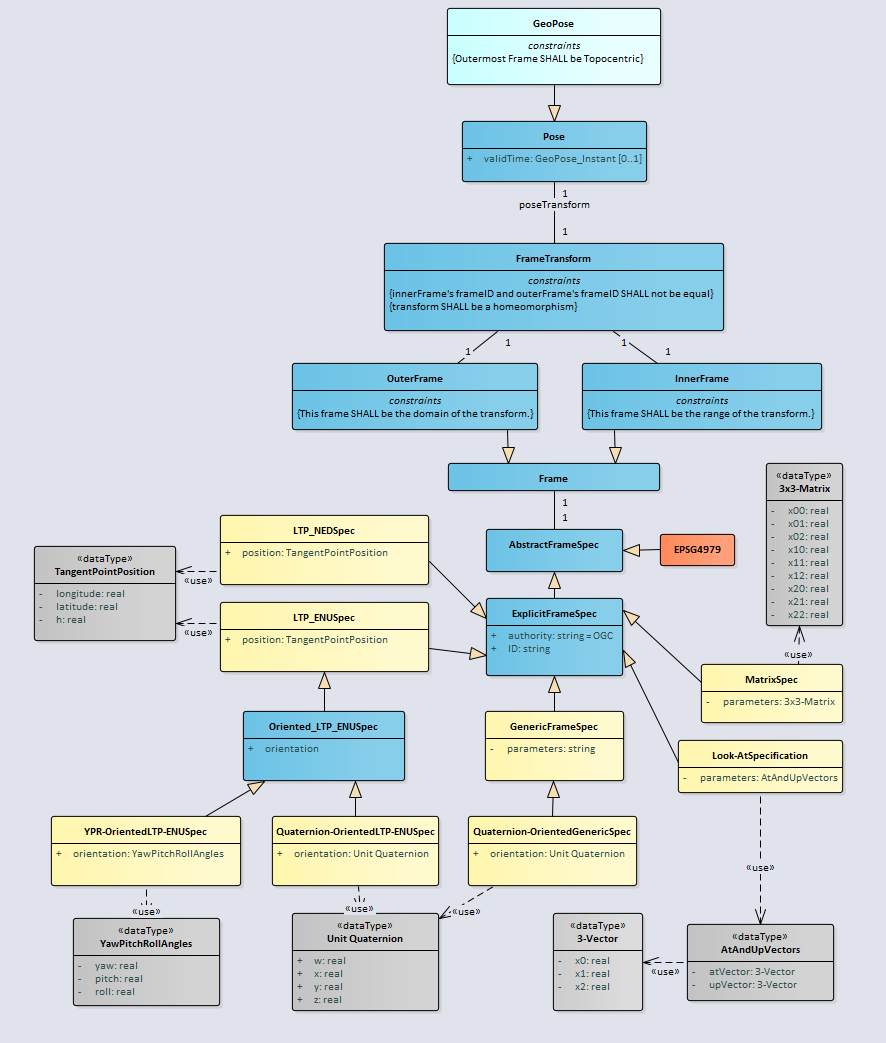 GeoPose
constraints
{Outermost Frame SHALL be Topocentric}
Pose
+ validTime: GeoPose_Instant [0..1]
1
poseTransform
1
FrameTransform
constraints
{innerFrame's frameID and outerFrame's frameID SHALL not be equal}
{transform SHALL be a homeomorphism}
1
1
1
1
OuterFrame
constraints
{This frame SHALL be the domain of the transform.}
InnerFrame
constraints
{This frame SHALL be the range of the transform.}
Frame
1
1
AbstractFrameSpec
EPSG4979
«dataType»
3x3-Matrix
- x00: real
- x01: real
- x02: real
- x10: real
- x11: real
- x12: real
- x20: real
- x21: real
- x22: real
«use»
LTP_NEDSpec
+ position: TangentPointPosition
«dataType»
TangentPointPosition
- longitude: real
- latitude: real
- h: real
«use»
«use»
LTP_ENUSpec
+ position: TangentPointPosition
ExplicitFrameSpec
+ authority: string = OGC
+ ID: string
MatrixSpec
- parameters: 3x3-Matrix
Oriented_LTP_ENUSpec
+ orientation
GenericFrameSpec
- parameters: string
Look-AtSpecification
- parameters: AtAndUpVectors
YPR-OrientedLTP-ENUSpec
+ orientation: YawPitchRollAngles
Quaternion-OrientedLTP-ENUSpec
+ orientation: Unit Quaternion
Quaternion-OrientedGenericSpec
+ orientation: Unit Quaternion
«use»
«use»
«use»
«use»
«dataType»
YawPitchRollAngles
- yaw: real
- pitch: real
- roll: real
«dataType»
Unit Quaternion
+ w: real
+ x: real
+ y: real
+ z: real
«dataType»
3-Vector
- x0: real
- x1: real
- x2: real
«use»
«dataType»
AtAndUpVectors
- atVector: 3-Vector
- upVector: 3-Vector